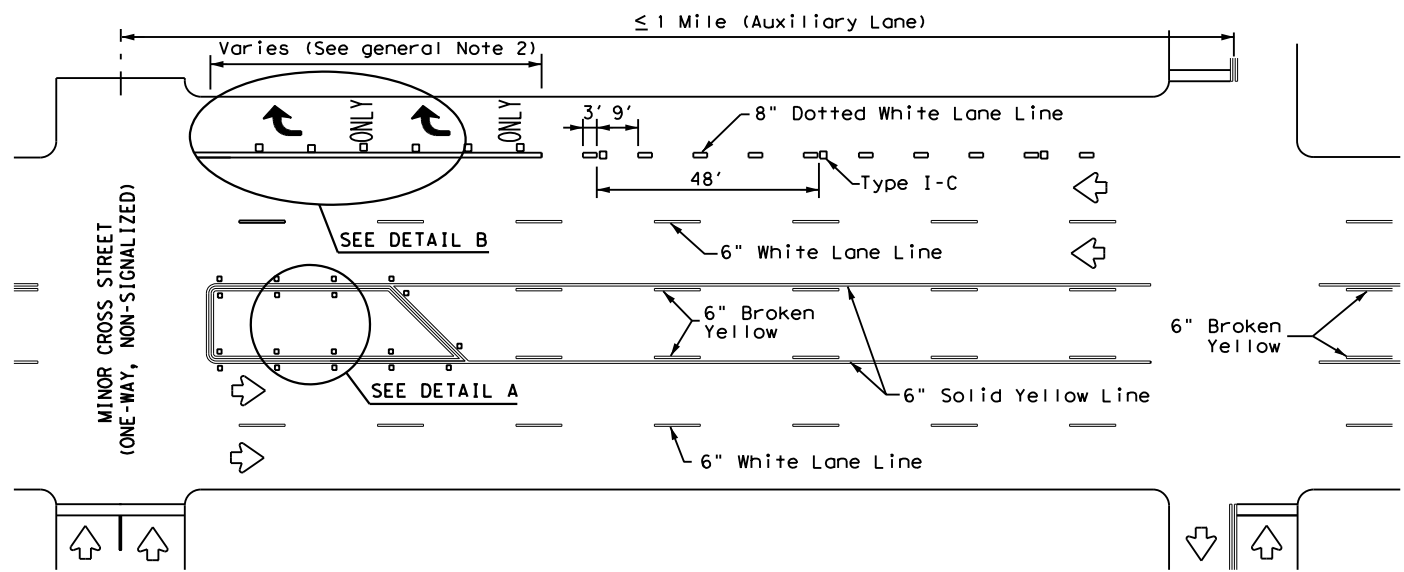 ≤ 1 Mile (Auxiliary Lane)
Varies (See general Note 2)
ONLY
ONLY
3' 9'
8" Dotted White Lane Line
48'
Type I-C
SEE DETAIL B
6" White Lane Line
MINOR CROSS STREET
(ONE-WAY, NON-SIGNALIZED)
6" Broken
Yellow
6" Broken
Yellow
SEE DETAIL A
6" Solid Yellow Line
6" White Lane Line